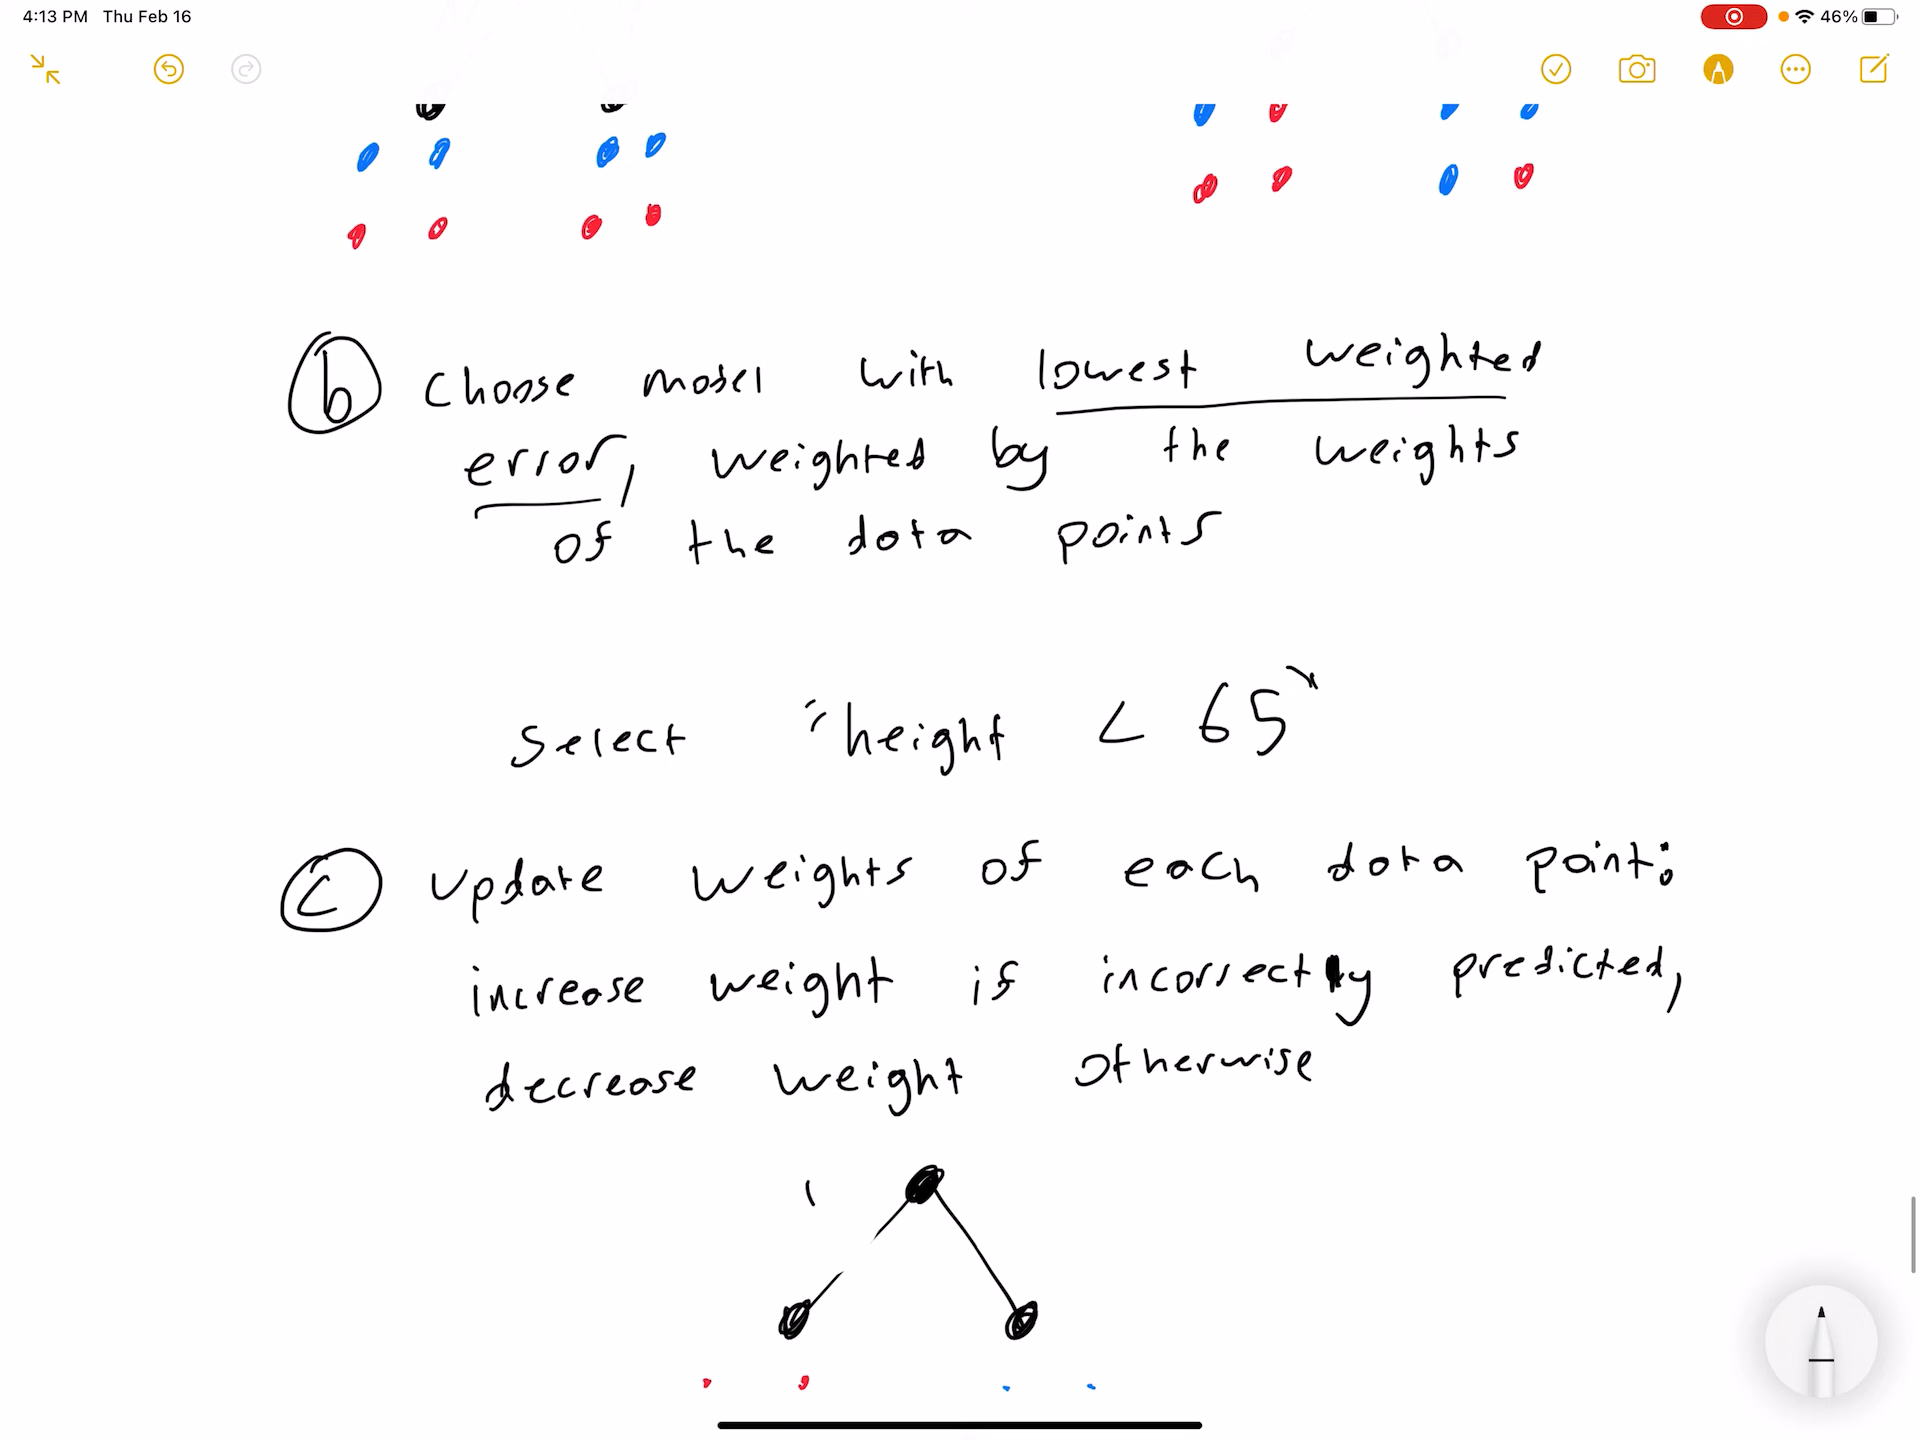 4:13 PM Thu Feb 16
46%
b choose model with lowest weighted
error, weighted by the weights
of the data points
select "height < 65"
c update weights of each data point:
increase weight if incorrectly predicted,
decrease weight otherwise